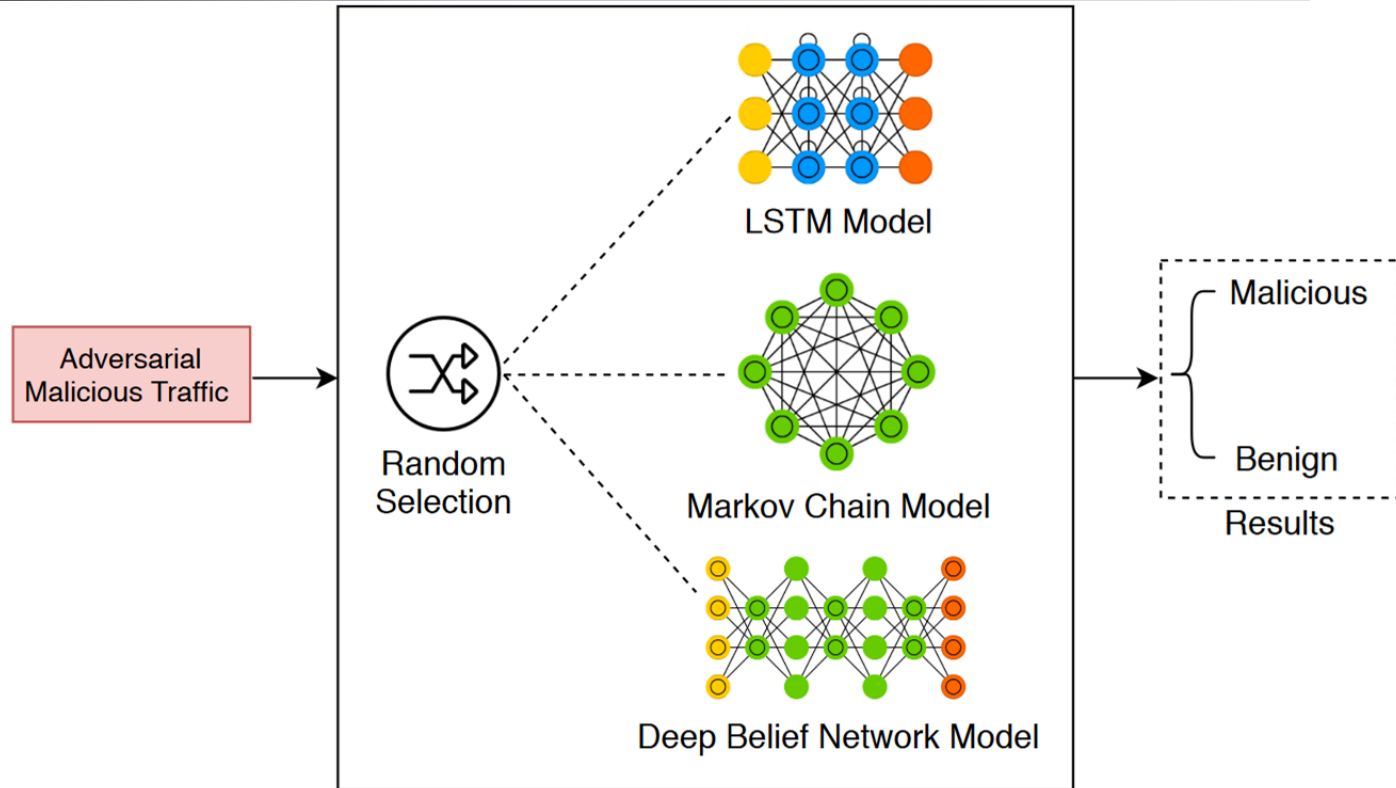 LSTM Model
Adversarial
Malicious Traffic
Random
Selection
Markov Chain Model
Deep Belief Network Model
Malicious
Benign
Results